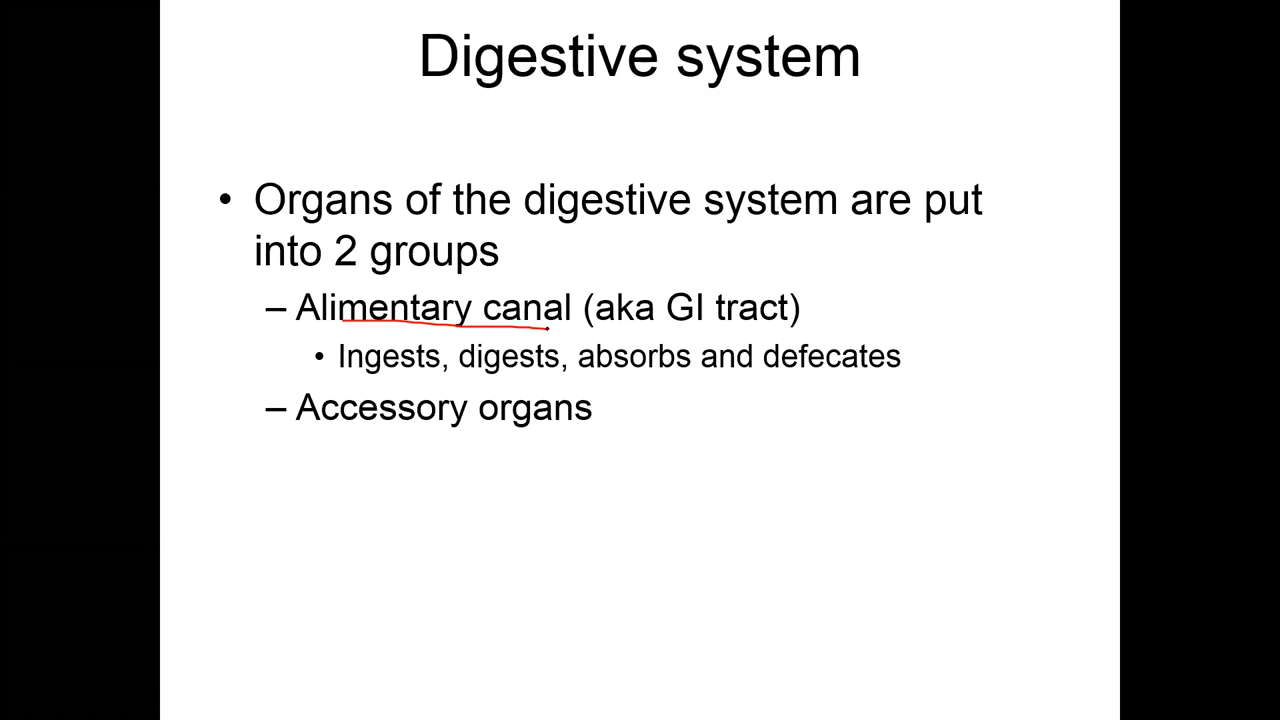 Digestive system
• Organs of the digestive system are put
into 2 groups
– Alimentary canal (aka GI tract)
• Ingests, digests, absorbs and defecates
– Accessory organs